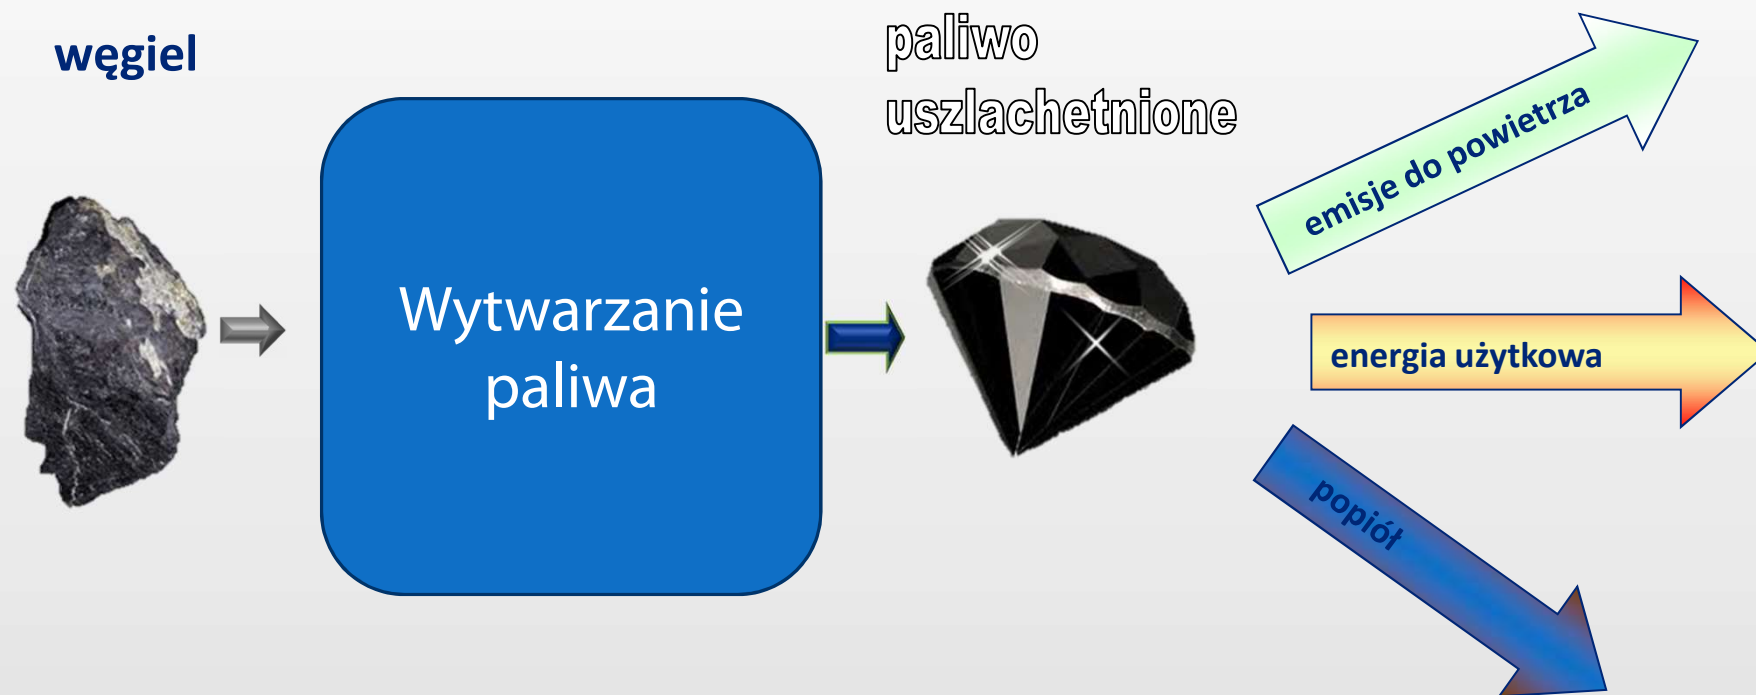 węgiel
paliwo
uszlachetnione
Wytwarzanie
paliwa
emisje do powietrza
energia użytkowa
popiół